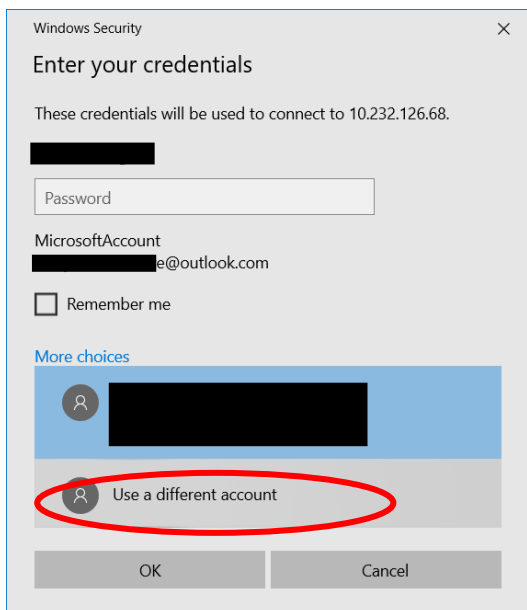 Windows Security
Enter your credentials
These credentials will be used to connect to 10.232.126.68.
Password
MicrosoftAccount
e@outlook.com
Remember me
More choices
Use a different account
OK
Cancel